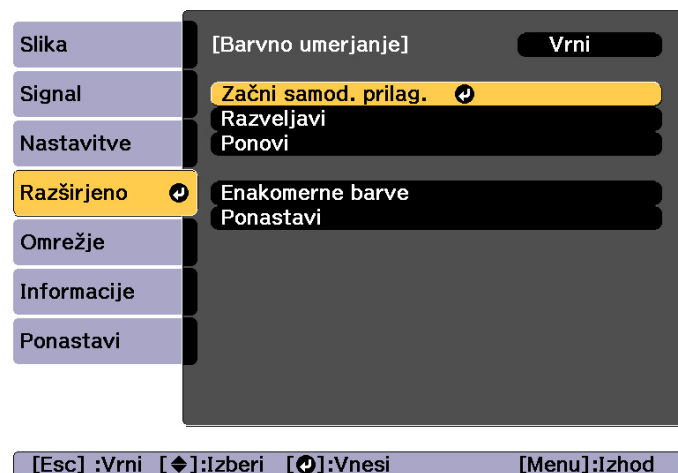 Slika
Signal
Nastavitve
Razširjeno
Omrežje
Informacije
Ponastavi
[Barvno umerjanje] Vrni
Začni samod. prilag.
Razveljavi
Ponovi
Enakomerne barve
Ponastavi
[Esc] :Vrni [◆]:Izberi [⏎]:Vnesi [Menu]:Izhod